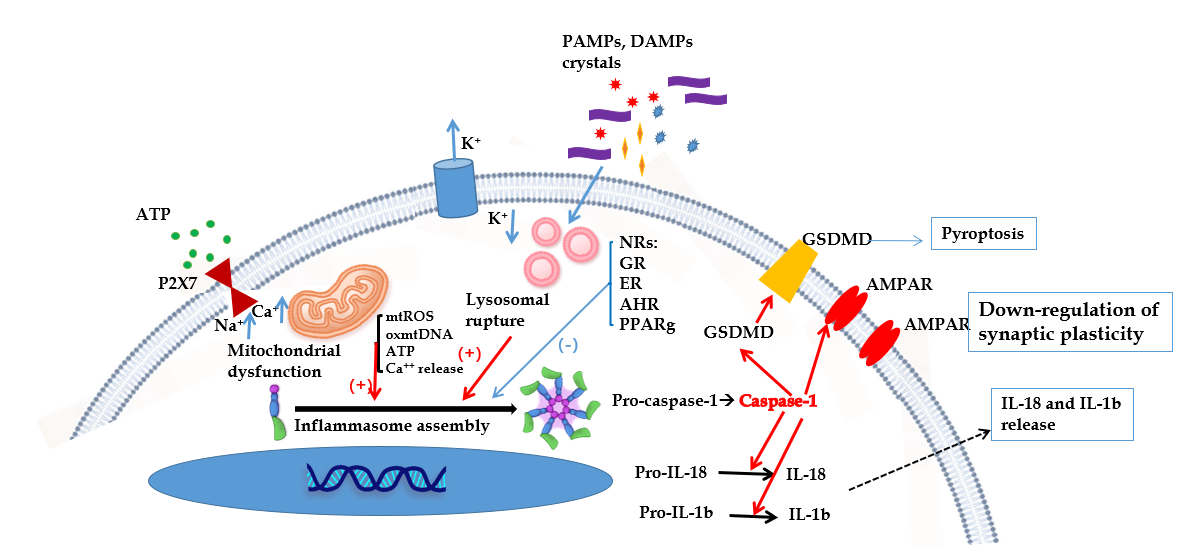 PAMPs, DAMPs
crystals
K⁺
K⁺
ATP
P2X7
Na⁺
Ca⁺
Mitochondrial
dysfunction
mtROS
oxmtDNA
ATP
Ca⁺⁺ release
(+)
Lysosomal
rupture
(+)
(-)
NRs:
GR
ER
AHR
PPARg
Inflammasome assembly
GSDMD
Pyroptosis
GSDMD
AMPAR
AMPAR
Down-regulation of
synaptic plasticity
Pro-caspase-1
Caspase-1
Pro-IL-18
IL-18
Pro-IL-1b
IL-1b
IL-18 and IL-1b
release